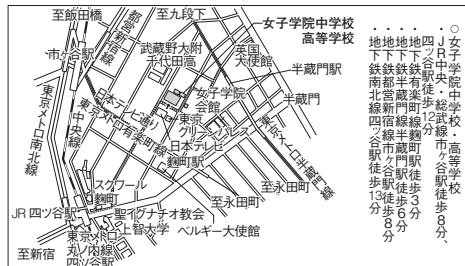 至飯田橋
至九段下
都営新宿線
女子学院中学校
高等学校
市ヶ谷駅
武蔵野大附
千代田高
英国
大使館
半蔵門駅
女子学院
会館
半蔵門
日本テレビ通り
東京メトロ有楽町線
東京
グリーンパレス
日本テレビ
麴町駅
東京メトロ半蔵門線
東京メトロ南北線
中央線
スクワール
麴町
至永田町
至永田町
JR四ツ谷駅
聖イグナチオ教会
上智大学
ベルギー大使館
至新宿
東京メトロ
丸ノ内線
四ツ谷駅
○女子学院中学校・高等学校
・JR中央・総武線市ヶ谷駅徒歩8分、
四ツ谷駅徒歩12分
・地下鉄有楽町線麴町駅徒歩3分
・地下鉄半蔵門線半蔵門駅徒歩6分
・地下鉄都営新宿線市ヶ谷駅徒歩8分
・地下鉄南北線四ツ谷駅徒歩13分